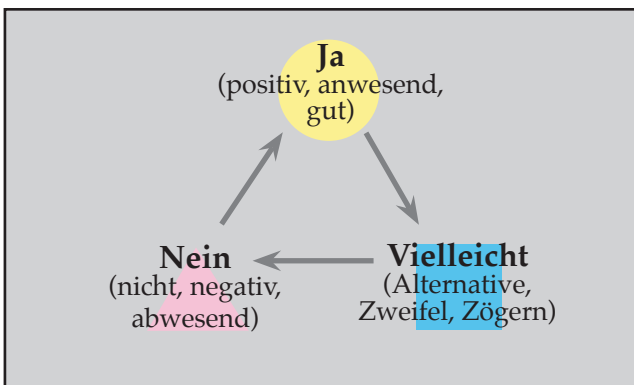 Ja
(positiv, anwesend,
gut)
Nein
(nicht, negativ,
abwesend)
Vielleicht
(Alternative,
Zweifel, Zögern)